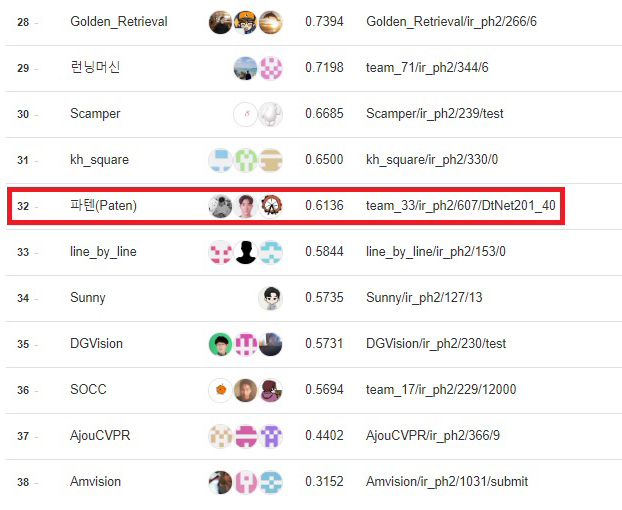 28 – Golden_Retrieval 0.7394 Golden_Retrieval/ir_ph2/266/6
29 – 런닝머신 0.7198 team_71/ir_ph2/344/6
30 – Scamper 0.6685 Scamper/ir_ph2/239/test
31 – kh_square 0.6500 kh_square/ir_ph2/330/0
32 – 파텐(Paten) 0.6136 team_33/ir_ph2/607/DtNet201_40
33 – line_by_line 0.5844 line_by_line/ir_ph2/153/0
34 – Sunny 0.5735 Sunny/ir_ph2/127/13
35 – DGVision 0.5731 DGVision/ir_ph2/230/test
36 – SOCC 0.5694 team_17/ir_ph2/229/12000
37 – AjouCVPR 0.4402 AjouCVPR/ir_ph2/366/9
38 – Amvision 0.3152 Amvision/ir_ph2/1031/submit